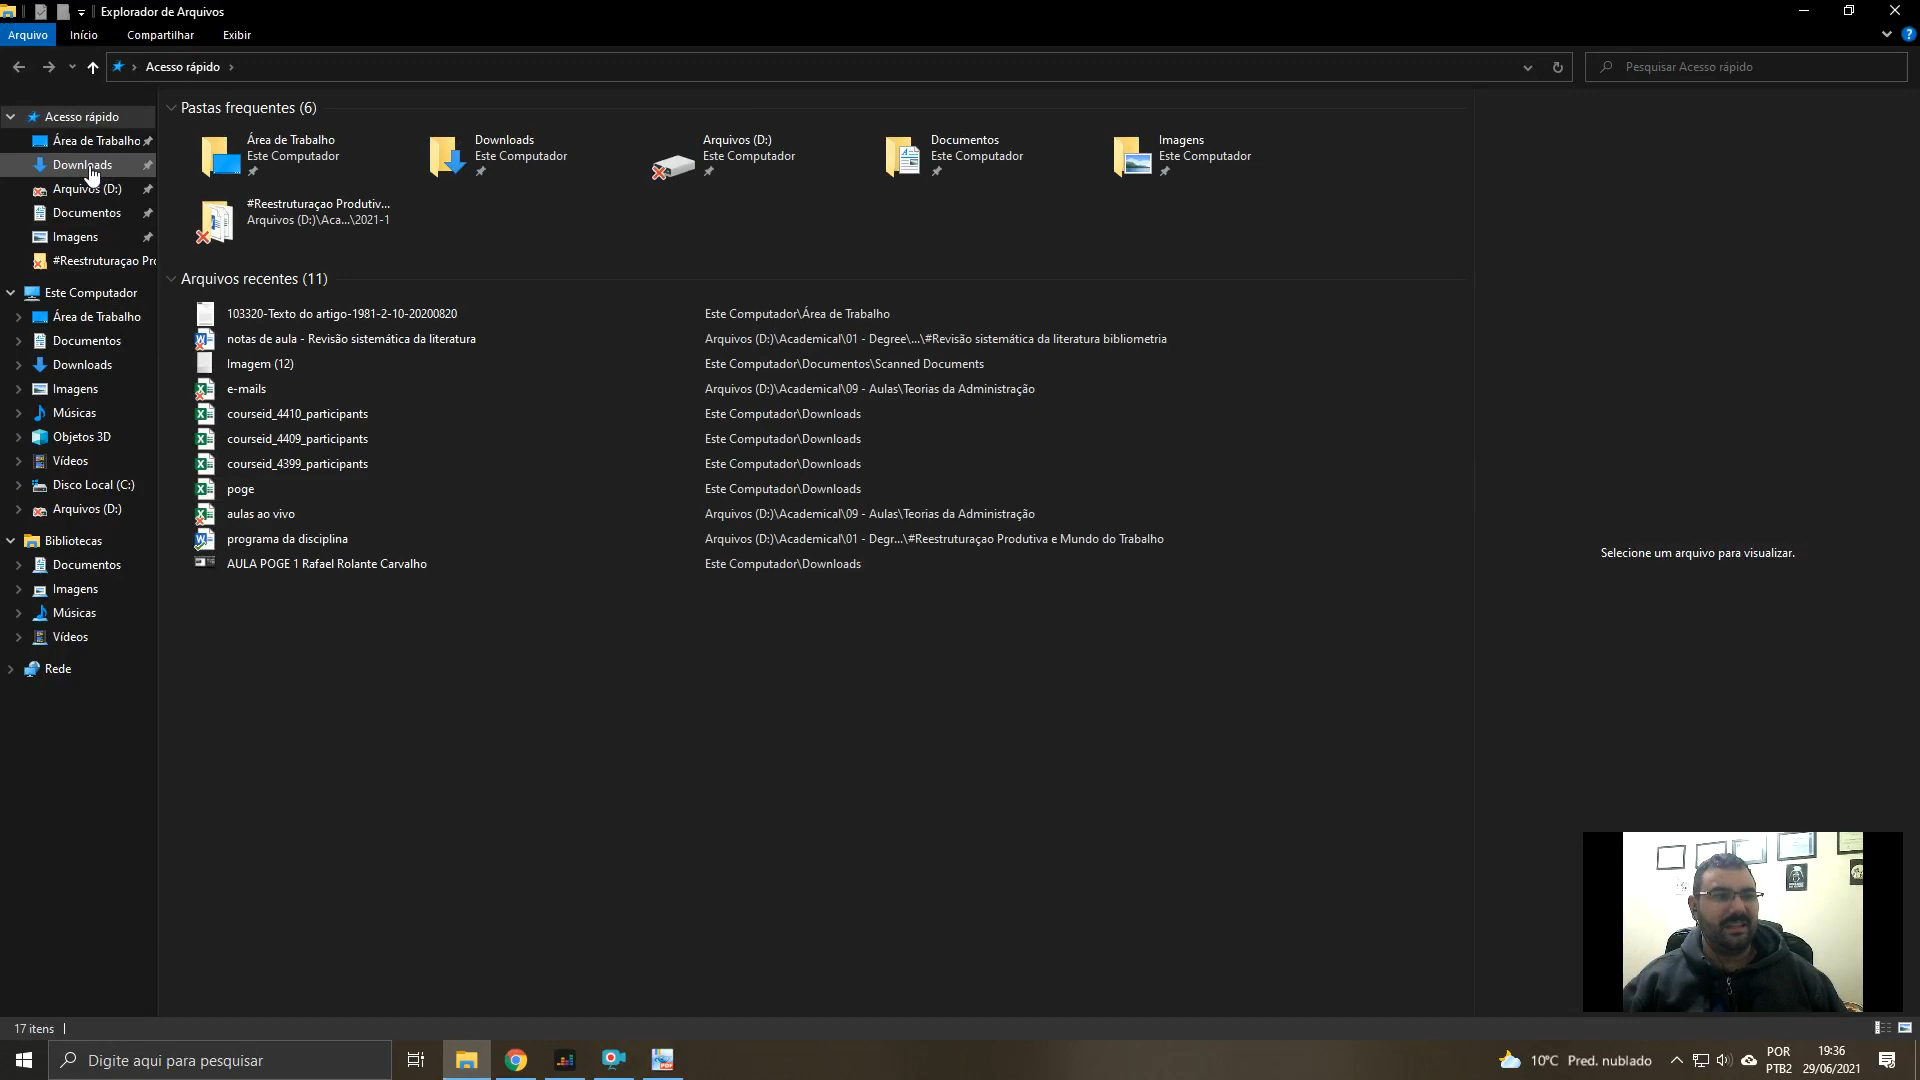 Explorador de Arquivos
Arquivo Início Compartilhar Exibir
Acesso rápido
Pesquisar Acesso rápido
Acesso rápido
Área de Trabalho
Downloads
Arquivos (D:)
Documentos
Imagens
#Reestruturaçao Pro
Este Computador
Área de Trabalho
Documentos
Downloads
Imagens
Músicas
Objetos 3D
Vídeos
Disco Local (C:)
Arquivos (D:)
Bibliotecas
Documentos
Imagens
Músicas
Vídeos
Rede
Pastas frequentes (6)
Área de Trabalho
Este Computador
Downloads
Este Computador
Arquivos (D:)
Este Computador
Documentos
Este Computador
Imagens
Este Computador
#Reestruturaçao Produtiv...
Arquivos (D:)\Aca...\2021-1
Arquivos recentes (11)
103320-Texto do artigo-1981-2-10-20200820 Este Computador\Área de Trabalho
notas de aula - Revisão sistemática da literatura Arquivos (D:)\Academical\01 - Degree\...\#Revisão sistemática da literatura bibliometria
Imagem (12) Este Computador\Documentos\Scanned Documents
e-mails Arquivos (D:)\Academical\09 - Aulas\Teorias da Administração
courseid_4410_participants Este Computador\Downloads
courseid_4409_participants Este Computador\Downloads
courseid_4399_participants Este Computador\Downloads
poge Este Computador\Downloads
aulas ao vivo Arquivos (D:)\Academical\09 - Aulas\Teorias da Administração
programa da disciplina Arquivos (D:)\Academical\01 - Degr...\#Reestruturaçao Produtiva e Mundo do Trabalho
AULA POGE 1 Rafael Rolante Carvalho Este Computador\Downloads
Selecione um arquivo para visualizar.
17 itens
Digite aqui para pesquisar
10°C Pred. nublado
POR
PTB2
19:36
29/06/2021